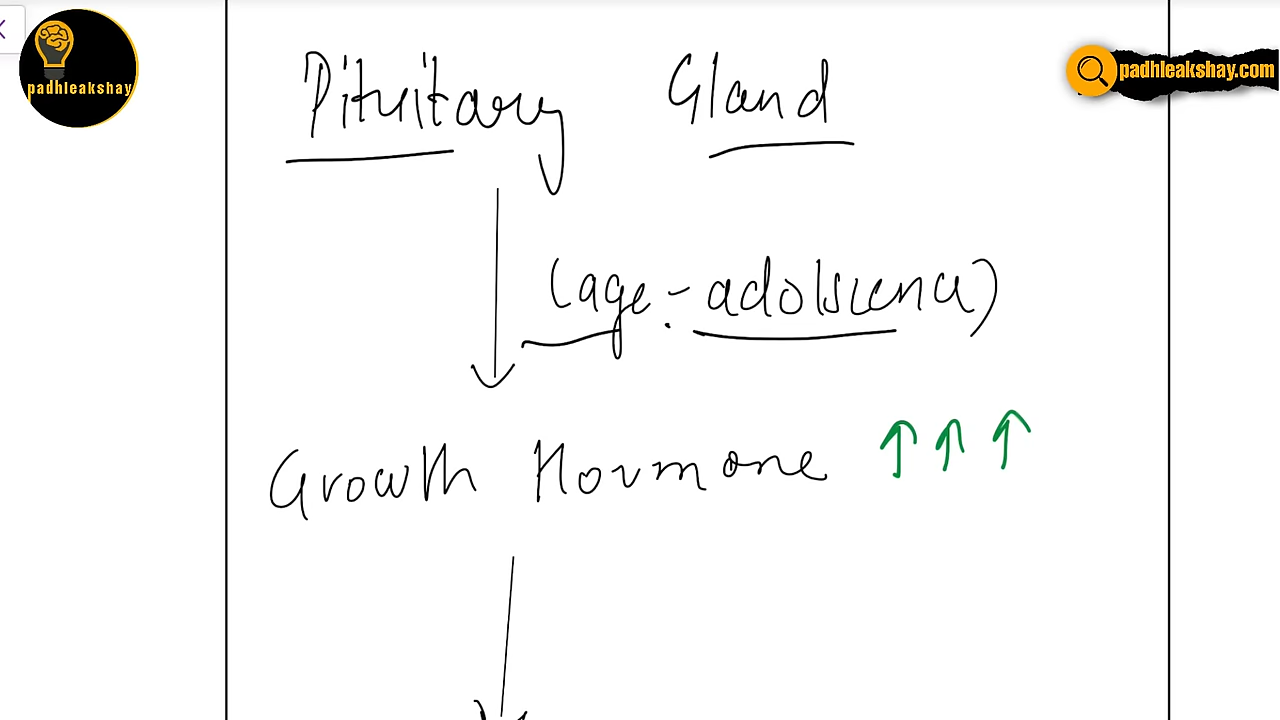 padhleakshay
padhleakshay.com
Pituitary Gland
(age :- adolscence)
Growth Hormone ↑ ↑ ↑